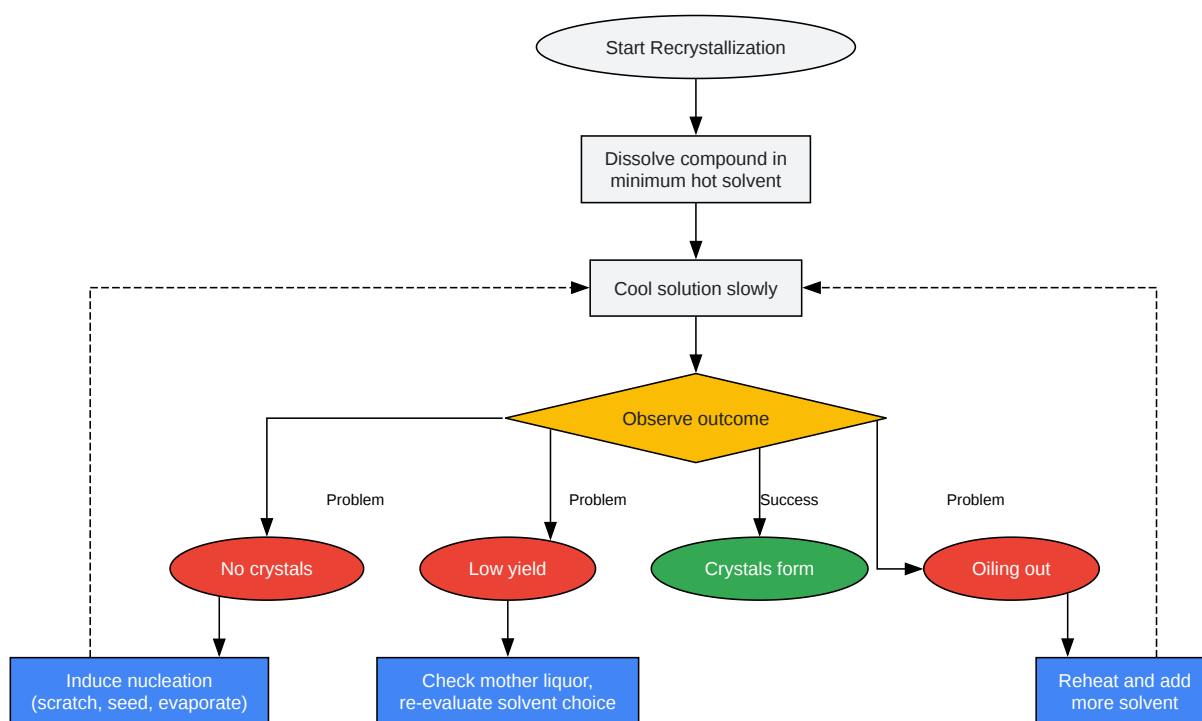 Start Recrystallization
Dissolve compound in
minimum hot solvent
Cool solution slowly
Observe outcome
Problem
Problem
Success
Problem
No crystals
Low yield
Crystals form
Oiling out
Induce nucleation
(scratch, seed, evaporate)
Check mother liquor,
re-evaluate solvent choice
Reheat and add
more solvent